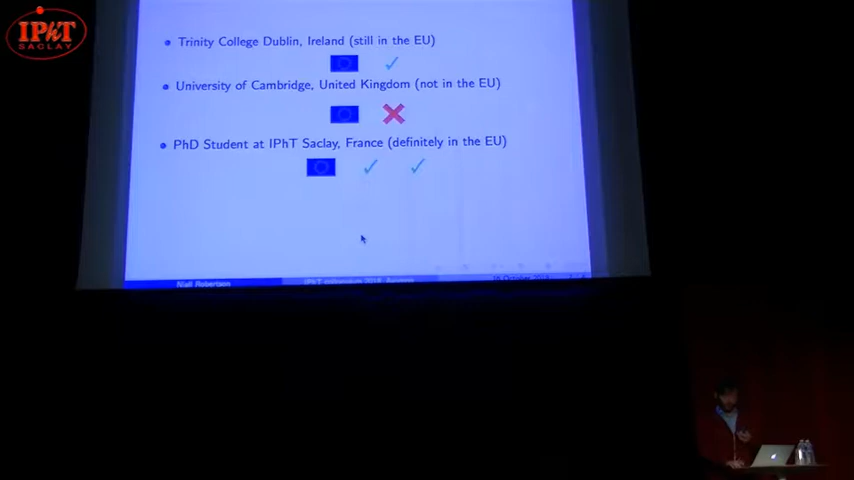 IPhT
SACLAY
Trinity College Dublin, Ireland (still in the EU)
University of Cambridge, United Kingdom (not in the EU)
PhD Student at IPhT Saclay, France (definitely in the EU)
Niall Robertson